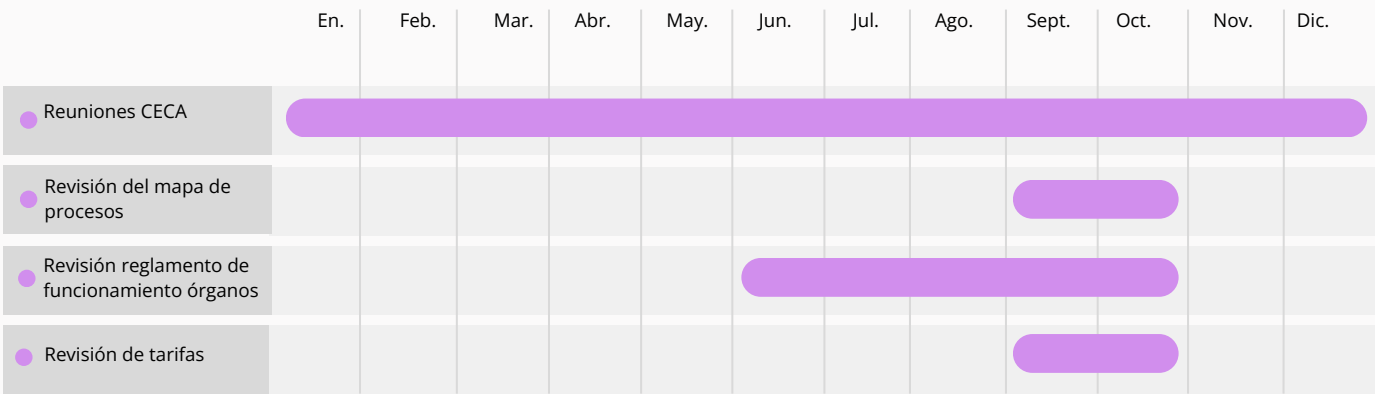 En. Feb. Mar. Abr. May. Jun. Jul. Ago. Sept. Oct. Nov. Dic.
Reuniones CECA
Revisión del mapa de
procesos
Revisión reglamento de
funcionamiento órganos
Revisión de tarifas